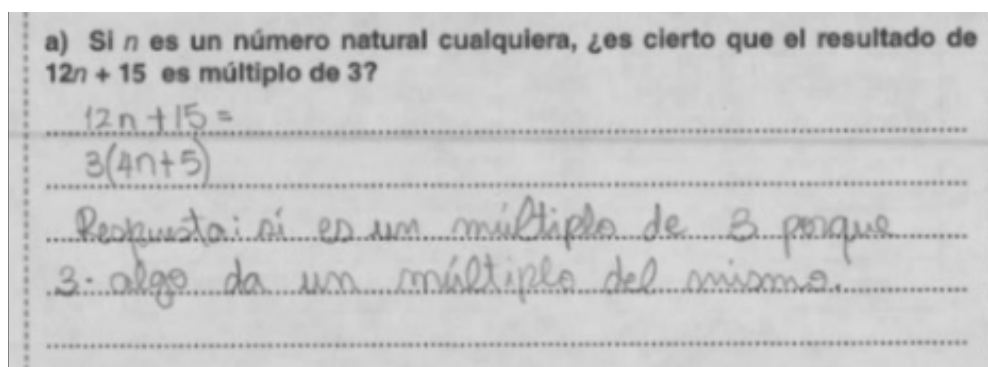 a) Si n es un número natural cualquiera, ¿es cierto que el resultado de
12n + 15 es múltiplo de 3?
12n + 15 =
3(4n+5)
Respuesta: sí es un múltiplo de 3 porque
3 · algo da un múltiplo del mismo.